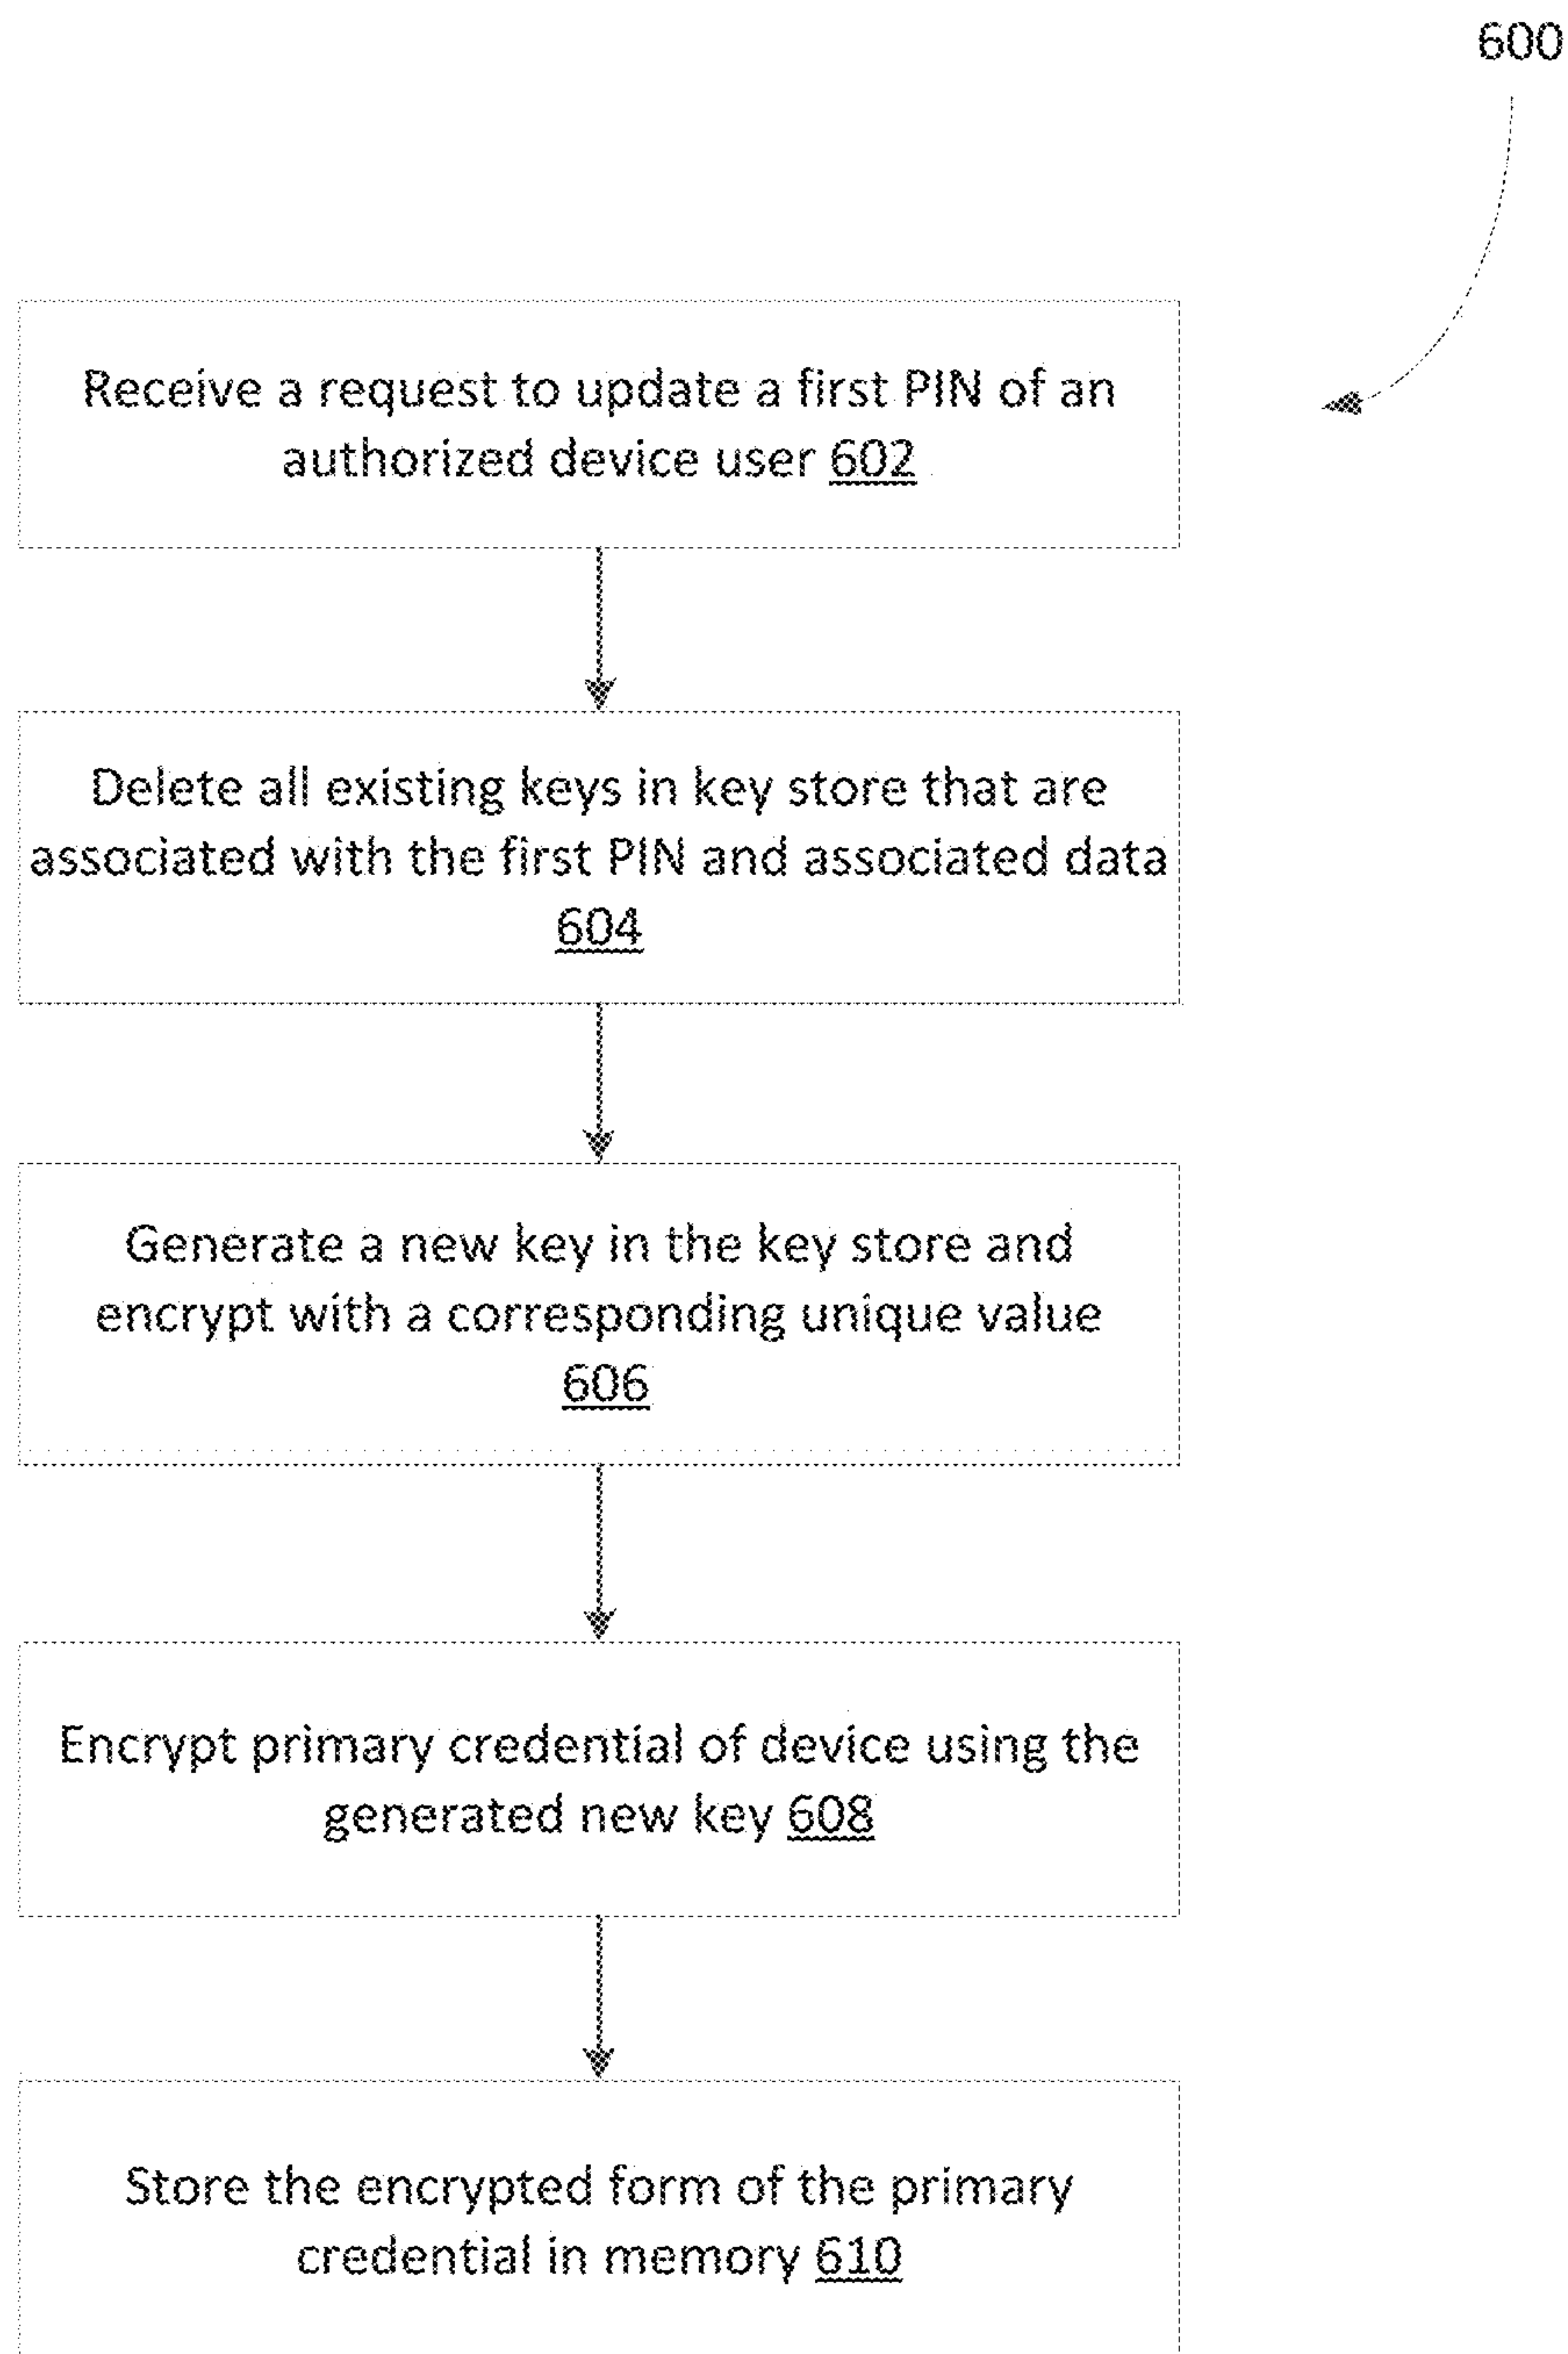 600
Receive a request to update a first PIN of an
authorized device user 602
Delete all existing keys in key store that are
associated with the first PIN and associated data
604
Generate a new key in the key store and
encrypt with a corresponding unique value
606
Encrypt primary credential of device using the
generated new key 608
Store the encrypted form of the primary
credential in memory 610